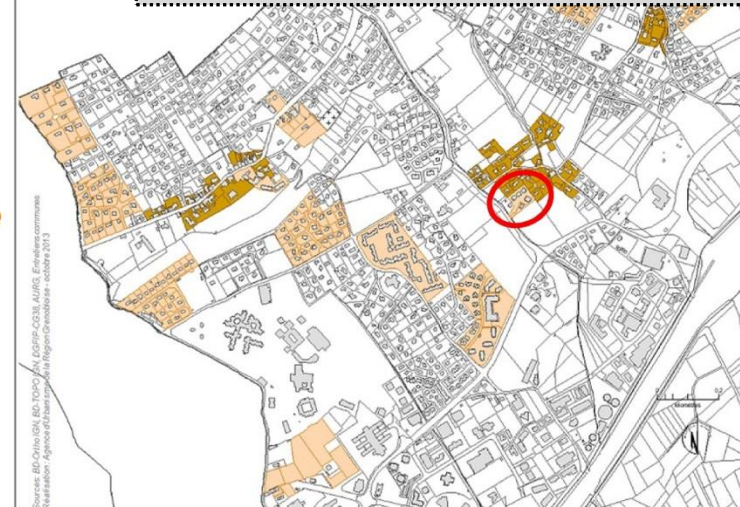 Sources: BD-Ortho IGN, BD-TOPO IGN, DGFIP-CG38, AURG, Entretiens communes
Réalisation: Agence d'Urbanisme de la Région Grenobloise - octobre 2013
0
0,2
kilomètres
N